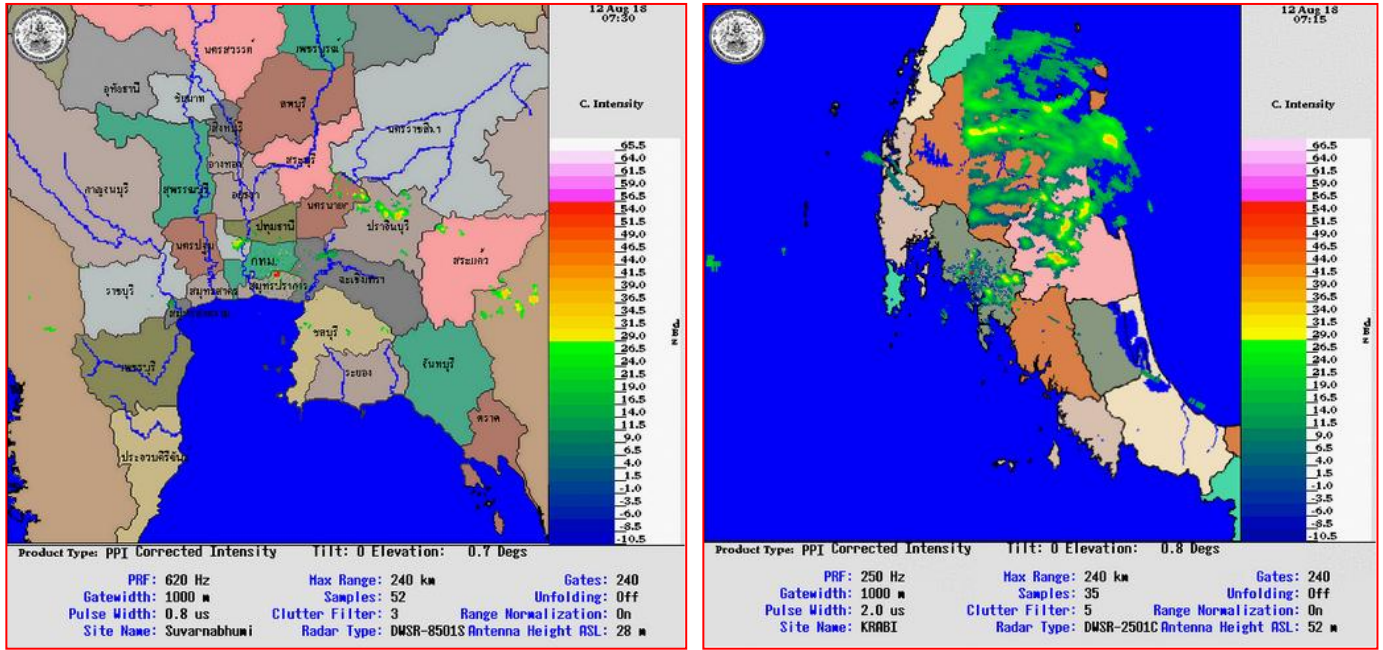 12 Aug 18
07:30
C. Intensity
นครสวรรค์
เพชรบูรณ์
อุทัยธานี
ชัยนาท
ลพบุรี
สิงห์บุรี
นครราชสีมา
อ่างทอง
สระบุรี
กาญจนบุรี
สุพรรณบุรี
อยุธยา
นครนายก
ปราจีนบุรี
ปทุมธานี
นครปฐม
กทม.
สระแก้ว
ราชบุรี
สมุทรสาคร
สมุทรปราการ
ฉะเชิงเทรา
ชลบุรี
เพชรบุรี
ระยอง
จันทบุรี
ตราด
ประจวบคีรีขันธ์
65.5
64.0
61.5
59.0
56.5
54.0
49.0
46.5
44.0
41.5
39.0
36.5
34.0
31.5
29.0
26.5
24.0
21.5
19.0
16.5
14.0
11.5
9.0
6.5
4.0
1.5
-1.0
-3.5
-6.0
-8.5
-10.5
Product Type: PPI Corrected Intensity Tilt: 0 Elevation: 0.7 Degs
PRF: 620 Hz Max Range: 240 km Gates: 240
Gatewidth: 1000 m Samples: 52 Unfolding: Off
Pulse Width: 0.8 us Clutter Filter: 3 Range Normalization: On
Site Name: Suvarnabhumi Radar Type: DWSR-8501S Antenna Height ASL: 28 m
12 Aug 18
07:15
C. Intensity
66.5
64.0
61.5
59.0
56.5
54.0
51.5
49.0
46.5
44.0
41.5
39.0
36.5
34.0
31.5
29.0
26.5
24.0
21.5
19.0
16.5
14.0
11.5
9.0
6.5
4.0
1.5
-1.0
-3.5
-6.0
-8.5
-10.5
Product Type: PPI Corrected Intensity Tilt: 0 Elevation: 0.8 Degs
PRF: 250 Hz Max Range: 240 km Gates: 240
Gatewidth: 1000 m Samples: 35 Unfolding: Off
Pulse Width: 2.0 us Clutter Filter: 5 Range Normalization: On
Site Name: KRABI Radar Type: DWSR-2501C Antenna Height ASL: 52 m